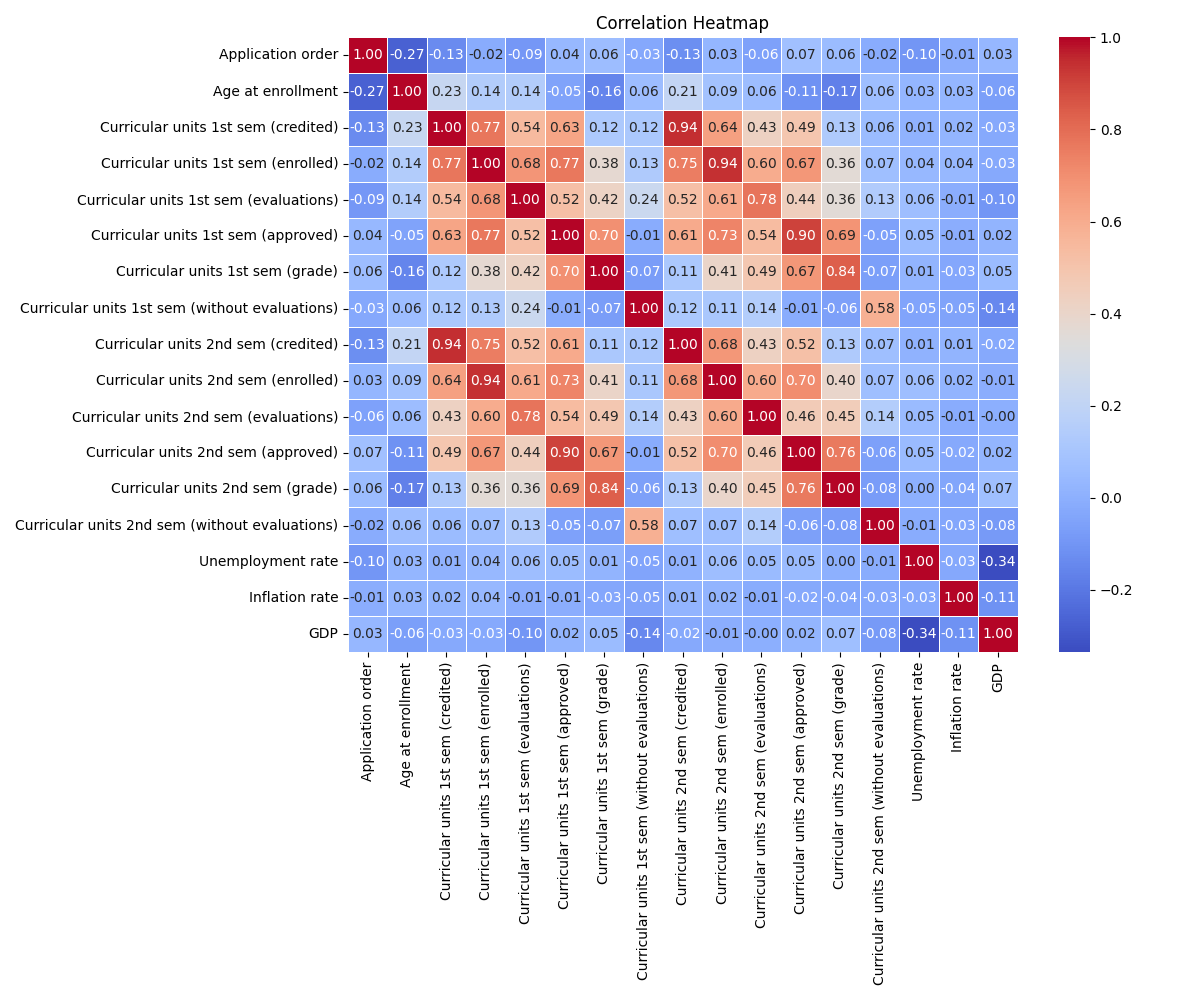 Correlation Heatmap
Application order 1.00 -0.27 -0.13 -0.02 -0.09 0.04 0.06 -0.03 -0.13 0.03 -0.06 0.07 0.06 -0.02 -0.10 -0.01 0.03
Age at enrollment -0.27 1.00 0.23 0.14 0.14 -0.05 -0.16 0.06 0.21 0.09 0.06 -0.11 -0.17 0.06 0.03 0.03 -0.06
Curricular units 1st sem (credited) -0.13 0.23 1.00 0.77 0.54 0.63 0.12 0.12 0.94 0.64 0.43 0.49 0.13 0.06 0.01 0.02 -0.03
Curricular units 1st sem (enrolled) -0.02 0.14 0.77 1.00 0.68 0.77 0.38 0.13 0.75 0.94 0.60 0.67 0.36 0.07 0.04 0.04 -0.03
Curricular units 1st sem (evaluations) -0.09 0.14 0.54 0.68 1.00 0.52 0.42 0.24 0.52 0.61 0.78 0.44 0.36 0.13 0.06 -0.01 -0.10
Curricular units 1st sem (approved) 0.04 -0.05 0.63 0.77 0.52 1.00 0.70 -0.01 0.61 0.73 0.54 0.90 0.69 -0.05 0.05 -0.01 0.02
Curricular units 1st sem (grade) 0.06 -0.16 0.12 0.38 0.42 0.70 1.00 -0.07 0.11 0.41 0.49 0.67 0.84 -0.07 0.01 -0.03 0.05
Curricular units 1st sem (without evaluations) -0.03 0.06 0.12 0.13 0.24 -0.01 -0.07 1.00 0.12 0.11 0.14 -0.01 -0.06 0.58 -0.05 -0.05 -0.14
Curricular units 2nd sem (credited) -0.13 0.21 0.94 0.75 0.52 0.61 0.11 0.12 1.00 0.68 0.43 0.52 0.13 0.07 0.01 0.01 -0.02
Curricular units 2nd sem (enrolled) 0.03 0.09 0.64 0.94 0.61 0.73 0.41 0.11 0.68 1.00 0.60 0.70 0.40 0.07 0.06 0.02 -0.01
Curricular units 2nd sem (evaluations) -0.06 0.06 0.43 0.60 0.78 0.54 0.49 0.14 0.43 0.60 1.00 0.46 0.45 0.14 0.05 -0.01 -0.00
Curricular units 2nd sem (approved) 0.07 -0.11 0.49 0.67 0.44 0.90 0.67 -0.01 0.52 0.70 0.46 1.00 0.76 -0.06 0.05 -0.02 0.02
Curricular units 2nd sem (grade) 0.06 -0.17 0.13 0.36 0.36 0.69 0.84 -0.06 0.13 0.40 0.45 0.76 1.00 -0.08 0.00 -0.04 0.07
Curricular units 2nd sem (without evaluations) -0.02 0.06 0.06 0.07 0.13 -0.05 -0.07 0.58 0.07 0.07 0.14 -0.06 -0.08 1.00 -0.01 -0.03 -0.08
Unemployment rate -0.10 0.03 0.01 0.04 0.06 0.05 0.01 -0.05 0.01 0.06 0.05 0.05 0.00 -0.01 1.00 -0.03 -0.34
Inflation rate -0.01 0.03 0.02 0.04 -0.01 -0.01 -0.03 -0.05 0.01 0.02 -0.01 -0.02 -0.04 -0.03 -0.03 1.00 -0.11
GDP 0.03 -0.06 -0.03 -0.03 -0.10 0.02 0.05 -0.14 -0.02 -0.01 -0.00 0.02 0.07 -0.08 -0.34 -0.11 1.00
Application order
Age at enrollment
Curricular units 1st sem (credited)
Curricular units 1st sem (enrolled)
Curricular units 1st sem (evaluations)
Curricular units 1st sem (approved)
Curricular units 1st sem (grade)
Curricular units 1st sem (without evaluations)
Curricular units 2nd sem (credited)
Curricular units 2nd sem (enrolled)
Curricular units 2nd sem (evaluations)
Curricular units 2nd sem (approved)
Curricular units 2nd sem (grade)
Curricular units 2nd sem (without evaluations)
Unemployment rate
Inflation rate
GDP
1.0
0.8
0.6
0.4
0.2
0.0
−0.2